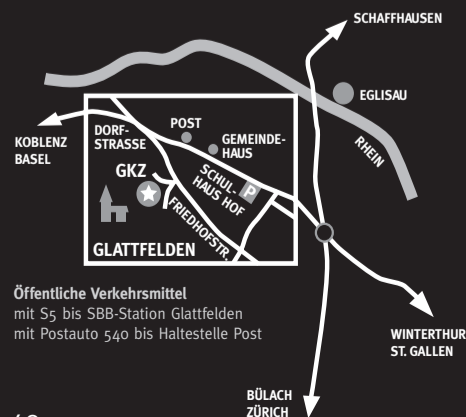 SCHAFFHAUSEN
EGLISAU
RHEIN
KOBLENZ
BASEL
DORF-
STRASSE
POST
GEMEINDE-
HAUS
GKZ
SCHUL-
HAUS HOF
P
FRIEDHOFSTR.
GLATTFELDEN
Öffentliche Verkehrsmittel
mit S5 bis SBB-Station Glattfelden
mit Postauto 540 bis Haltestelle Post
WINTERTHUR
ST. GALLEN
BÜLACH
ZÜRICH